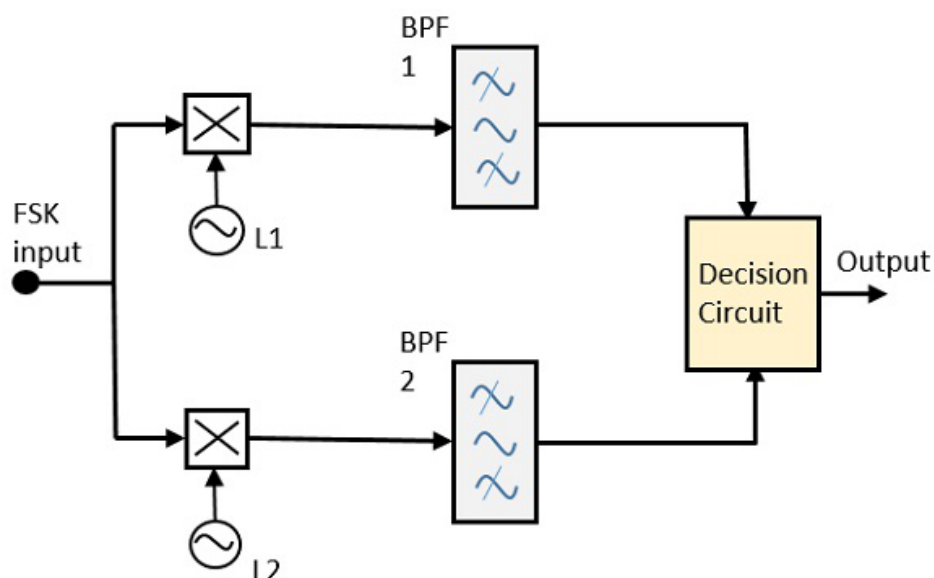 BPF
1
FSK
input
L1
Decision
Circuit
Output
BPF
2
L2